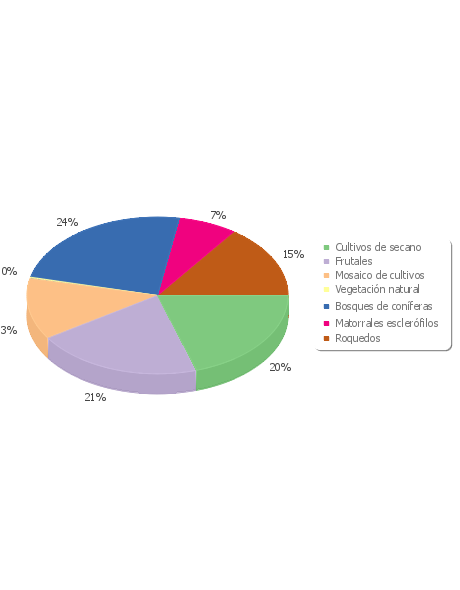 7%
24%
15%
0%
3%
20%
21%
Cultivos de secano
Frutales
Mosaico de cultivos
Vegetación natural
Bosques de coníferas
Matorrales esclerófilos
Roquedos